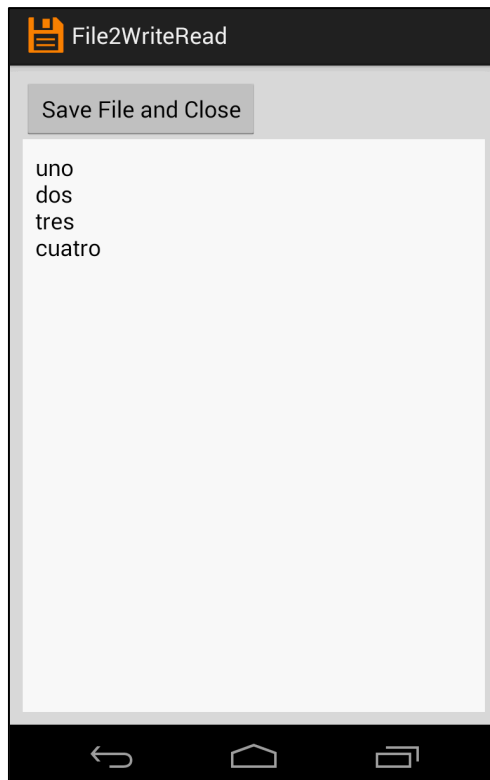 File2WriteRead
Save File and Close
uno
dos
tres
cuatro